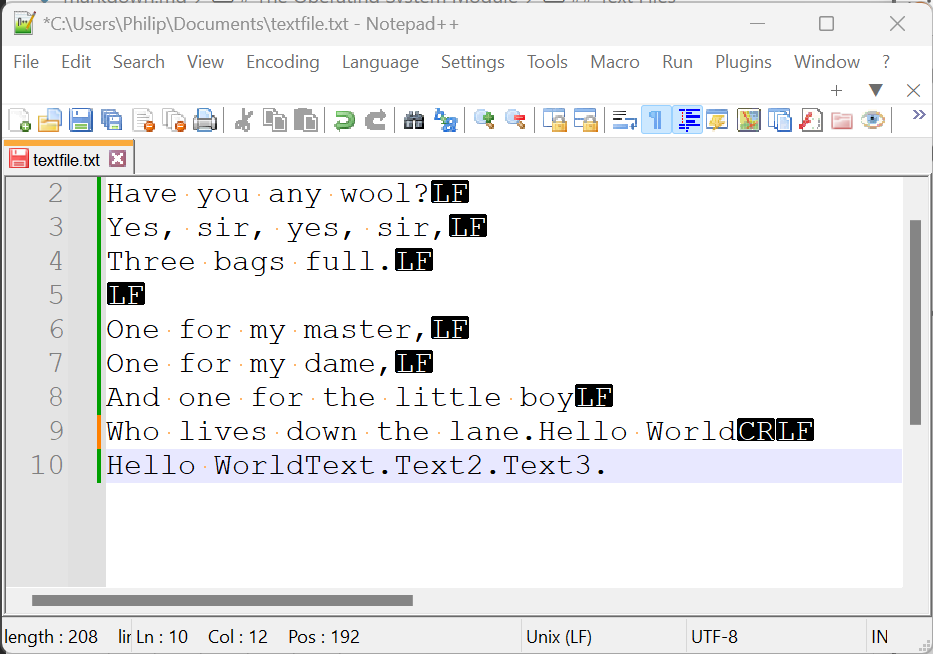 *C:\Users\Philip\Documents\textfile.txt - Notepad++
File Edit Search View Encoding Language Settings Tools Macro Run Plugins Window ?
textfile.txt
2 Have you any wool?LF
3 Yes, sir, yes, sir,LF
4 Three bags full.LF
5 LF
6 One for my master,LF
7 One for my dame,LF
8 And one for the little boyLF
9 Who lives down the lane.Hello WorldCRLF
10 Hello WorldText.Text2.Text3.
length : 208 Ln : 10 Col : 12 Pos : 192 Unix (LF) UTF-8 IN